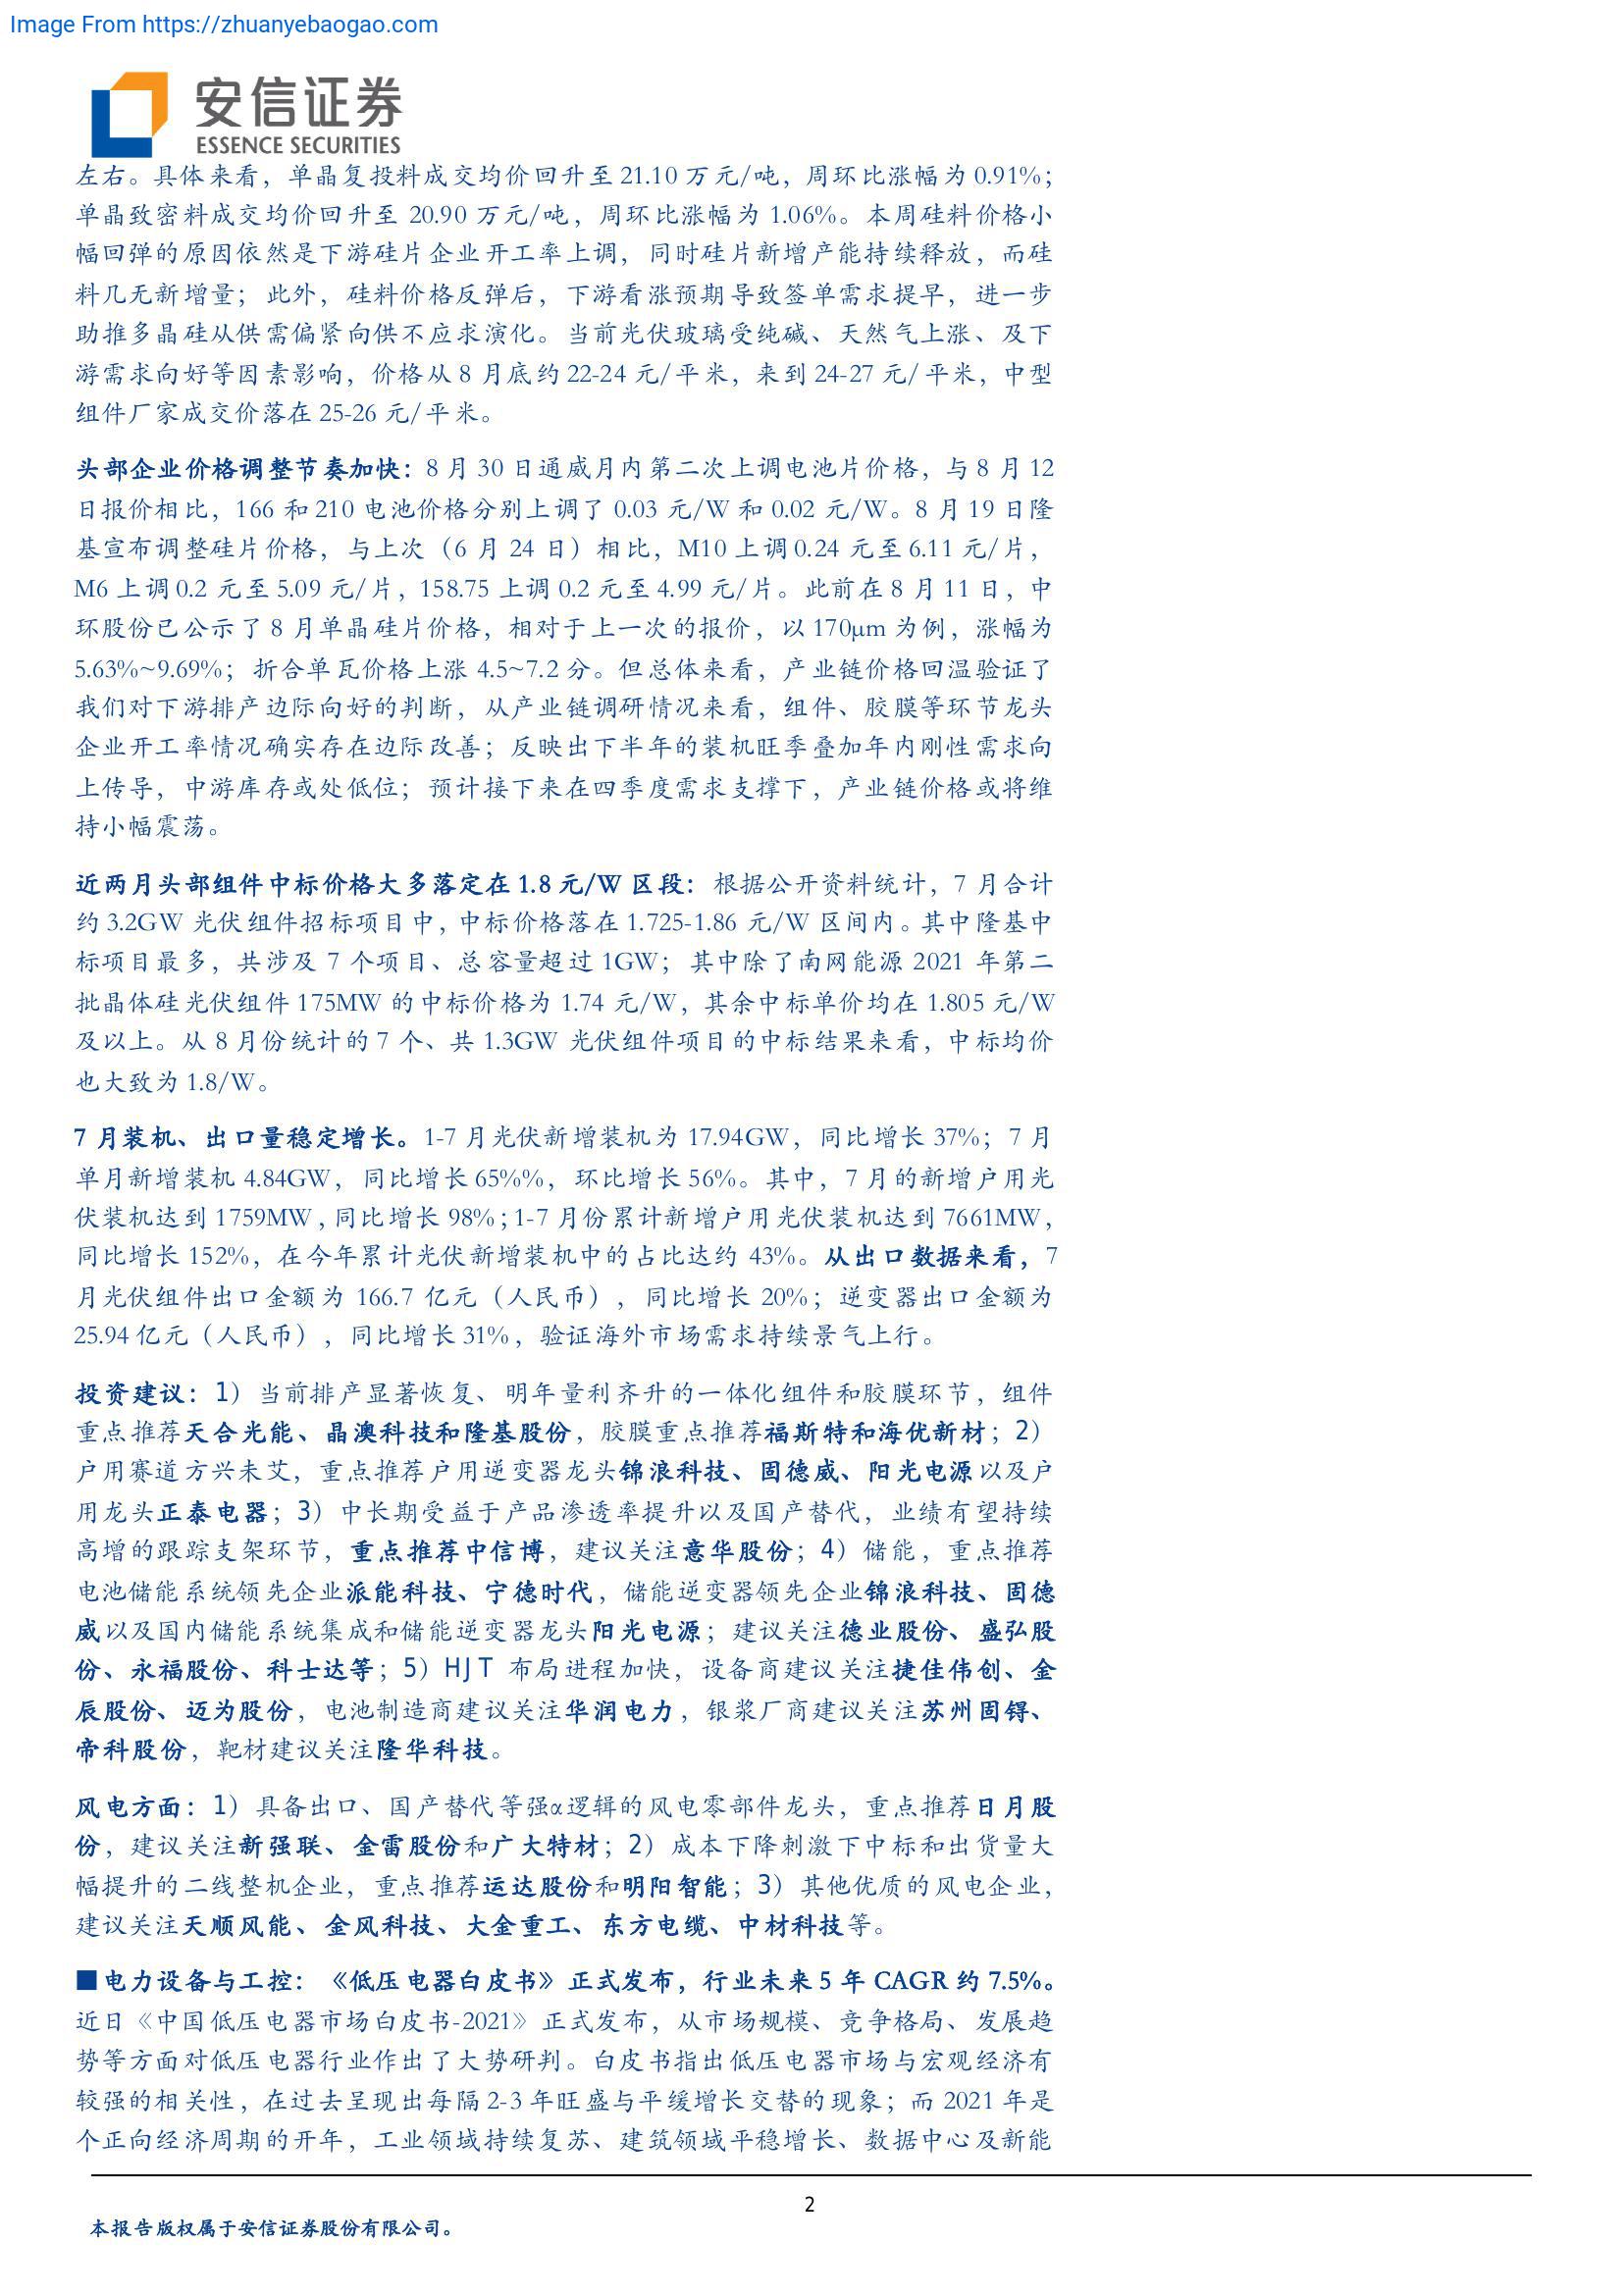 Image From https://zhuanyebaogao.com
安信证券
ESSENCE SECURITIES
左右。具体来看，单晶复投料成交均价回升至 21.10 万元/吨，周环比涨幅为 0.91%；
单晶致密料成交均价回升至 20.90 万元/吨，周环比涨幅为 1.06%。本周硅料价格小
幅回弹的原因依然是下游硅片企业开工率上调，同时硅片新增产能持续释放，而硅
料几无新增量；此外，硅料价格反弹后，下游看涨预期导致签单需求提早，进一步
助推多晶硅从供需偏紧向供不应求演化。当前光伏玻璃受纯碱、天然气上涨、及下
游需求向好等因素影响，价格从 8 月底约 22-24 元/平米，来到 24-27 元/平米，中型
组件厂家成交价落在 25-26 元/平米。
头部企业价格调整节奏加快：8 月 30 日通威月内第二次上调电池片价格，与 8 月 12
日报价相比，166 和 210 电池价格分别上调了 0.03 元/W 和 0.02 元/W。8 月 19 日隆
基宣布调整硅片价格，与上次（6 月 24 日）相比，M10 上调 0.24 元至 6.11 元/片，
M6 上调 0.2 元至 5.09 元/片，158.75 上调 0.2 元至 4.99 元/片。此前在 8 月 11 日，中
环股份已公示了 8 月单晶硅片价格，相对于上一次的报价，以 170μm 为例，涨幅为
5.63%~9.69%；折合单瓦价格上涨 4.5~7.2 分。但总体来看，产业链价格回温验证了
我们对下游排产边际向好的判断，从产业链调研情况来看，组件、胶膜等环节龙头
企业开工率情况确实存在边际改善；反映出下半年的装机旺季叠加年内刚性需求向
上传导，中游库存或处低位；预计接下来在四季度需求支撑下，产业链价格或将维
持小幅震荡。
近两月头部组件中标价格大多落定在 1.8 元/W 区段：根据公开资料统计，7 月合计
约 3.2GW 光伏组件招标项目中，中标价格落在 1.725-1.86 元/W 区间内。其中隆基中
标项目最多，共涉及 7 个项目、总容量超过 1GW；其中除了南网能源 2021 年第二
批晶体硅光伏组件 175MW 的中标价格为 1.74 元/W，其余中标单价均在 1.805 元/W
及以上。从 8 月份统计的 7 个、共 1.3GW 光伏组件项目的中标结果来看，中标均价
也大致为 1.8/W。
7 月装机、出口量稳定增长。1-7 月光伏新增装机为 17.94GW，同比增长 37%；7 月
单月新增装机 4.84GW，同比增长 65%%，环比增长 56%。其中，7 月的新增户用光
伏装机达到 1759MW，同比增长 98%；1-7 月份累计新增户用光伏装机达到 7661MW，
同比增长 152%，在今年累计光伏新增装机中的占比达约 43%。从出口数据来看，7
月光伏组件出口金额为 166.7 亿元（人民币），同比增长 20%；逆变器出口金额为
25.94 亿元（人民币），同比增长 31%，验证海外市场需求持续景气上行。
投资建议：1）当前排产显著恢复、明年量利齐升的一体化组件和胶膜环节，组件
重点推荐天合光能、晶澳科技和隆基股份，胶膜重点推荐福斯特和海优新材；2）
户用赛道方兴未艾，重点推荐户用逆变器龙头锦浪科技、固德威、阳光电源以及户
用龙头正泰电器；3）中长期受益于产品渗透率提升以及国产替代，业绩有望持续
高增的跟踪支架环节，重点推荐中信博，建议关注意华股份；4）储能，重点推荐
电池储能系统领先企业派能科技、宁德时代，储能逆变器领先企业锦浪科技、固德
威以及国内储能系统集成和储能逆变器龙头阳光电源；建议关注德业股份、盛弘股
份、永福股份、科士达等；5）HJT 布局进程加快，设备商建议关注捷佳伟创、金
辰股份、迈为股份，电池制造商建议关注华润电力，银浆厂商建议关注苏州固锝、
帝科股份，靶材建议关注隆华科技。
风电方面：1）具备出口、国产替代等强α逻辑的风电零部件龙头，重点推荐日月股
份，建议关注新强联、金雷股份和广大特材；2）成本下降刺激下中标和出货量大
幅提升的二线整机企业，重点推荐运达股份和明阳智能；3）其他优质的风电企业，
建议关注天顺风能、金风科技、大金重工、东方电缆、中材科技等。
■电力设备与工控：《低压电器白皮书》正式发布，行业未来 5 年 CAGR 约 7.5%。
近日《中国低压电器市场白皮书-2021》正式发布，从市场规模、竞争格局、发展趋
势等方面对低压电器行业作出了大势研判。白皮书指出低压电器市场与宏观经济有
较强的相关性，在过去呈现出每隔 2-3 年旺盛与平缓增长交替的现象；而 2021 年是
个正向经济周期的开年，工业领域持续复苏、建筑领域平稳增长、数据中心及新能
2
本报告版权属于安信证券股份有限公司。